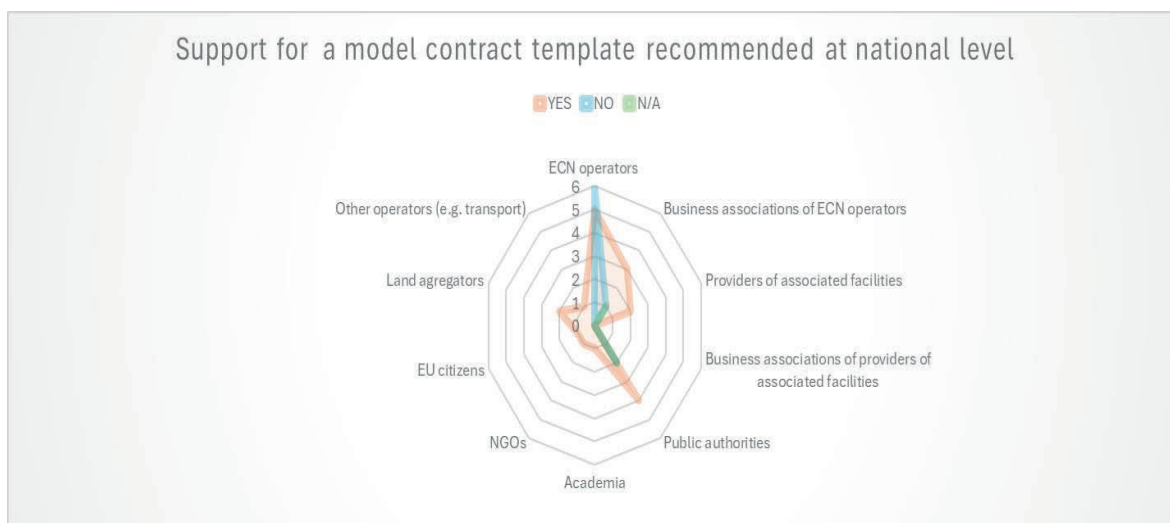 Support for a model contract template recommended at national level
YES NO N/A
ECN operators
6
Other operators (e.g. transport)
Business associations of ECN operators
5
4
3
Land agregators
Providers of associated facilities
2
1
0
EU citizens
Business associations of providers of
associated facilities
NGOs
Public authorities
Academia